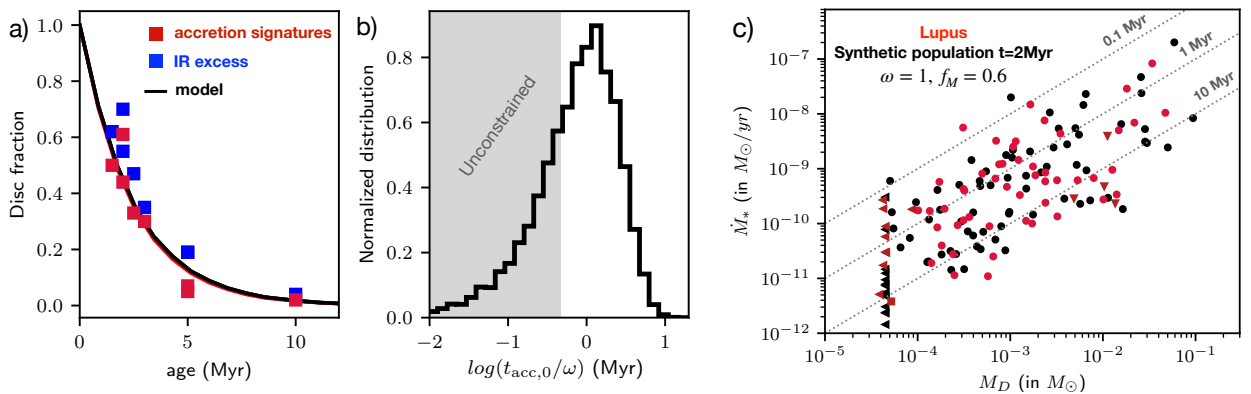 a)
accretion signatures
IR excess
model
Disc fraction
1.0
0.8
0.6
0.4
0.2
0.0
0
5
10
age (Myr)
b)
Unconstrained
Normalized distribution
0.8
0.6
0.4
0.2
0.0
−2
−1
0
1
log(t_acc,0/ω) (Myr)
c)
Lupus
Synthetic population t=2Myr
ω = 1, f_M = 0.6
0.1 Myr
1 Myr
10 Myr
Ṁ_* (in M_⊙/yr)
10^−7
10^−8
10^−9
10^−10
10^−11
10^−12
10^−5
10^−4
10^−3
10^−2
10^−1
M_D (in M_⊙)